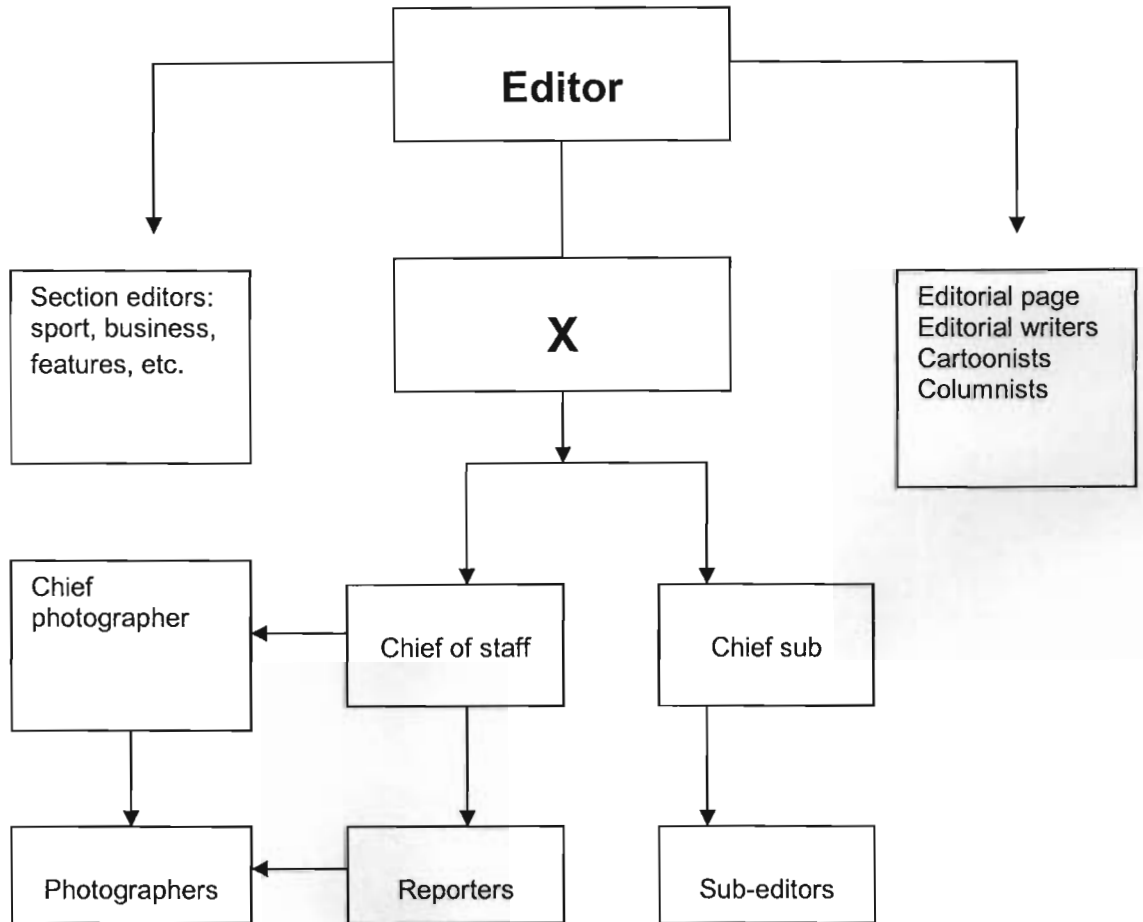 Editor
Section editors:
sport, business,
features, etc.
X
Editorial page
Editorial writers
Cartoonists
Columnists
Chief
photographer
Chief of staff
Chief sub
Photographers
Reporters
Sub-editors